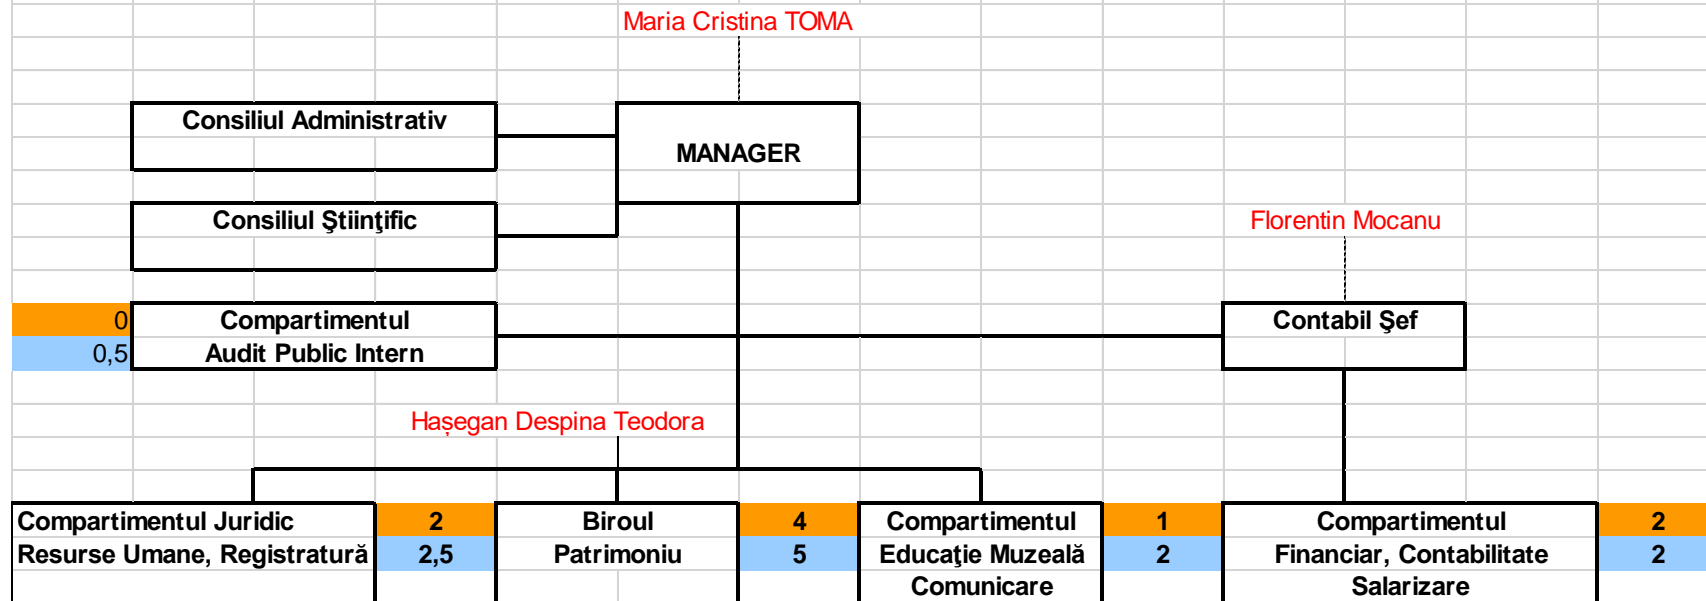 Maria Cristina TOMA
Consiliul Administrativ
MANAGER
Consiliul Ştiinţific
Florentin Mocanu
0 Compartimentul
Contabil Şef
0,5 Audit Public Intern
Hașegan Despina Teodora
Compartimentul Juridic 2 Biroul 4 Compartimentul 1 Compartimentul 2
Resurse Umane, Registratură 2,5 Patrimoniu 5 Educaţie Muzeală 2 Financiar, Contabilitate 2
Comunicare Salarizare